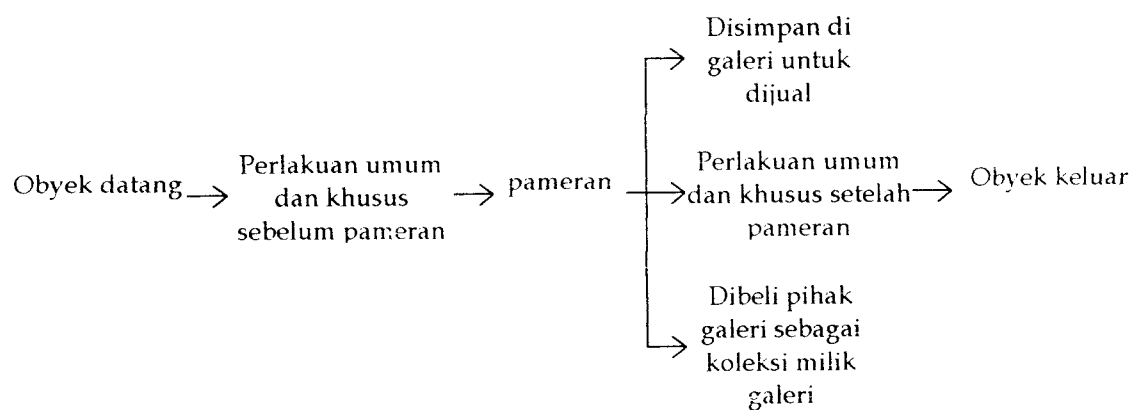 Obyek datang
Perlakuan umum
dan khusus
sebelum pameran
pameran
Disimpan di
galeri untuk
dijual
Perlakuan umum
dan khusus setelah
pameran
Obyek keluar
Dibeli pihak
galeri sebagai
koleksi milik
galeri